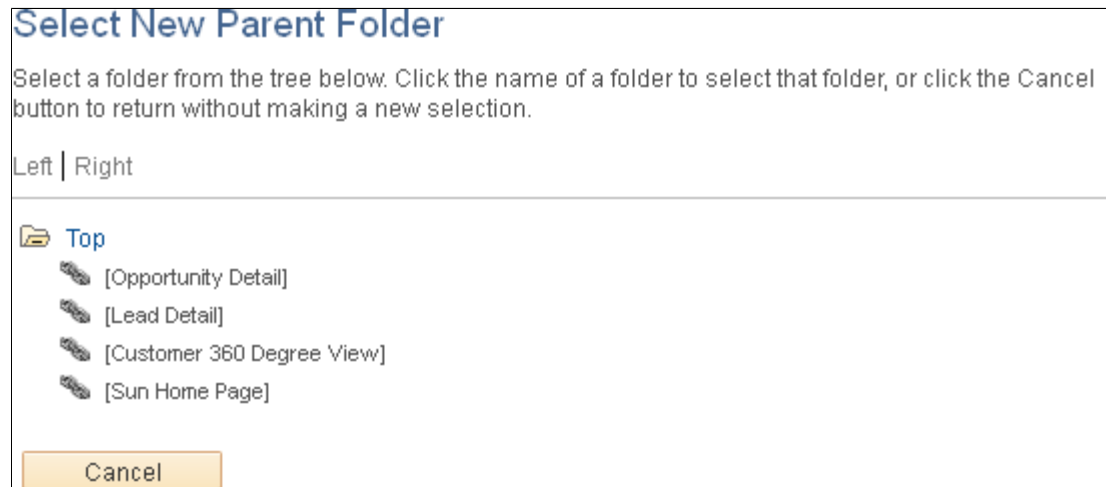 Select New Parent Folder
Select a folder from the tree below. Click the name of a folder to select that folder, or click the Cancel
button to return without making a new selection.
Left | Right
Top
[Opportunity Detail]
[Lead Detail]
[Customer 360 Degree View]
[Sun Home Page]
Cancel